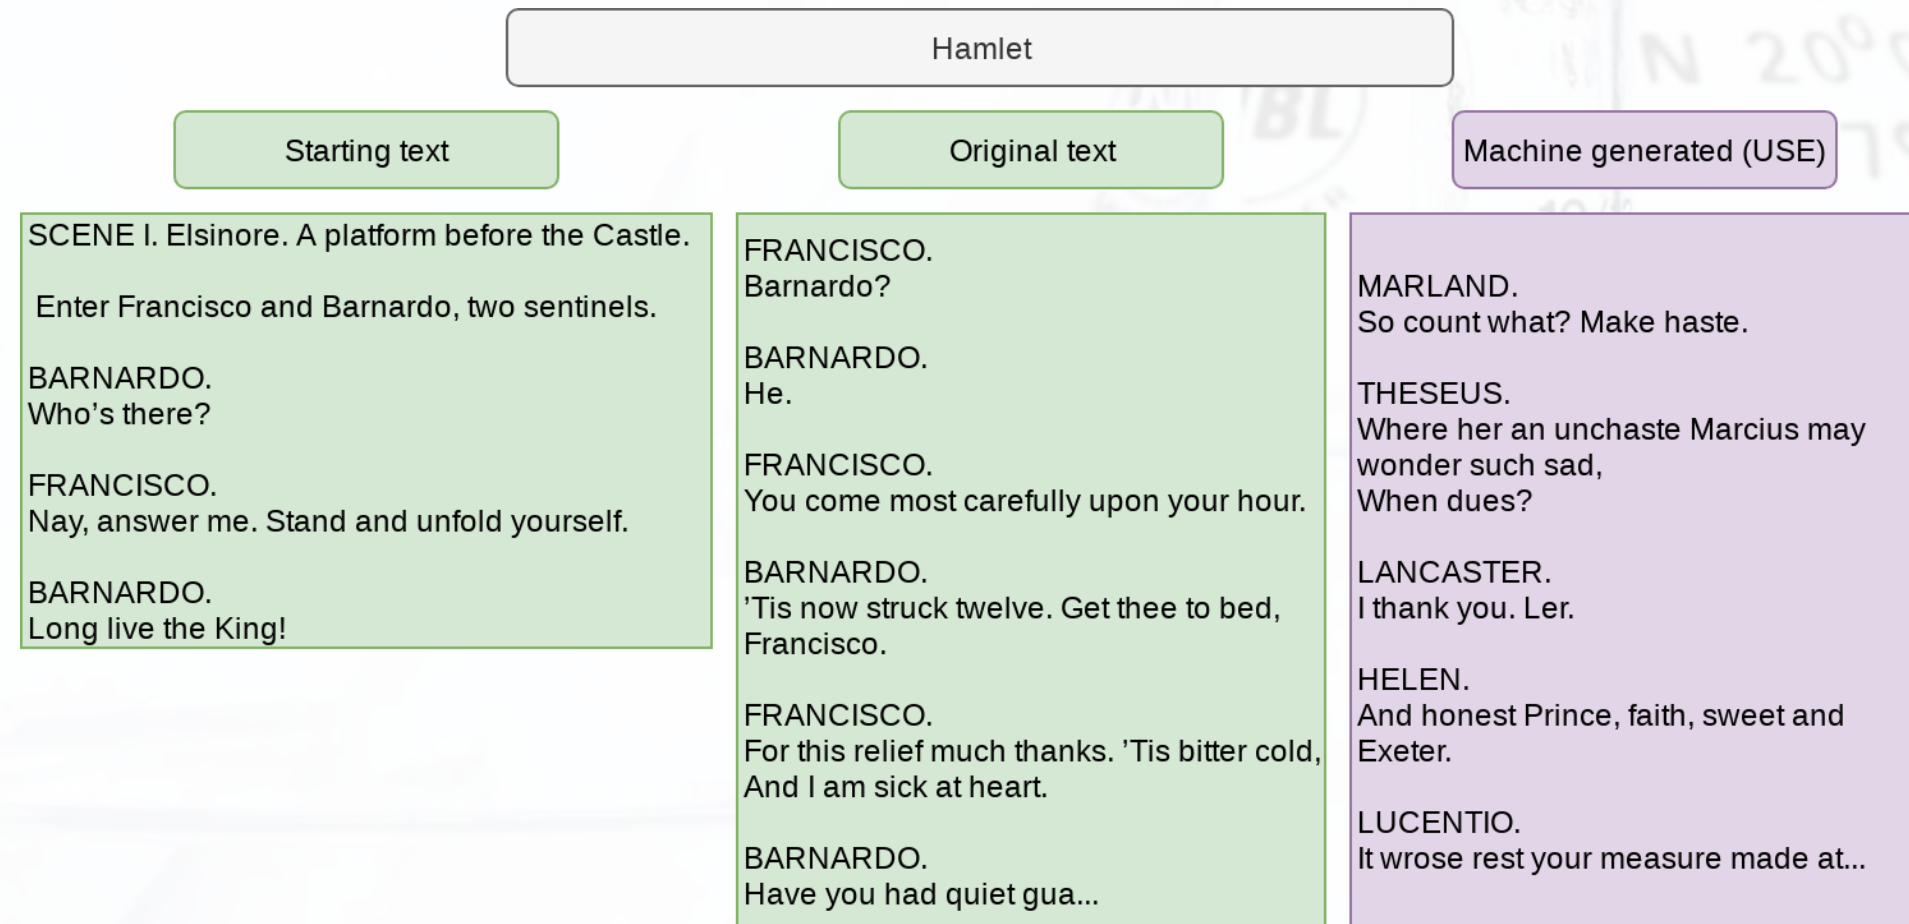 Hamlet
Starting text
SCENE I. Elsinore. A platform before the Castle.
Enter Francisco and Barnardo, two sentinels.
BARNARDO.
Who’s there?
FRANCISCO.
Nay, answer me. Stand and unfold yourself.
BARNARDO.
Long live the King!
Original text
FRANCISCO.
Barnardo?
BARNARDO.
He.
FRANCISCO.
You come most carefully upon your hour.
BARNARDO.
’Tis now struck twelve. Get thee to bed,
Francisco.
FRANCISCO.
For this relief much thanks. ’Tis bitter cold,
And I am sick at heart.
BARNARDO.
Have you had quiet gua...
Machine generated (USE)
MARLAND.
So count what? Make haste.
THESEUS.
Where her an unchaste Marcius may
wonder such sad,
When dues?
LANCASTER.
I thank you. Ler.
HELEN.
And honest Prince, faith, sweet and
Exeter.
LUCENTIO.
It wrose rest your measure made at...
N 20⁰
BL